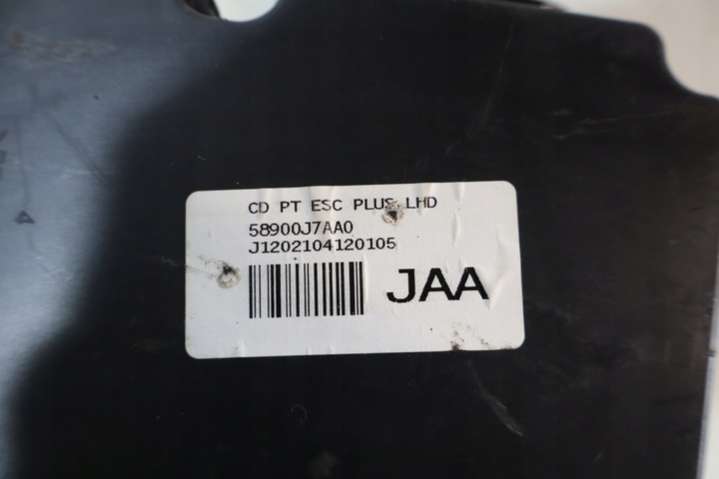 CD PT ESC PLUS LHD
58900J7AA0
J1202104120105
JAA